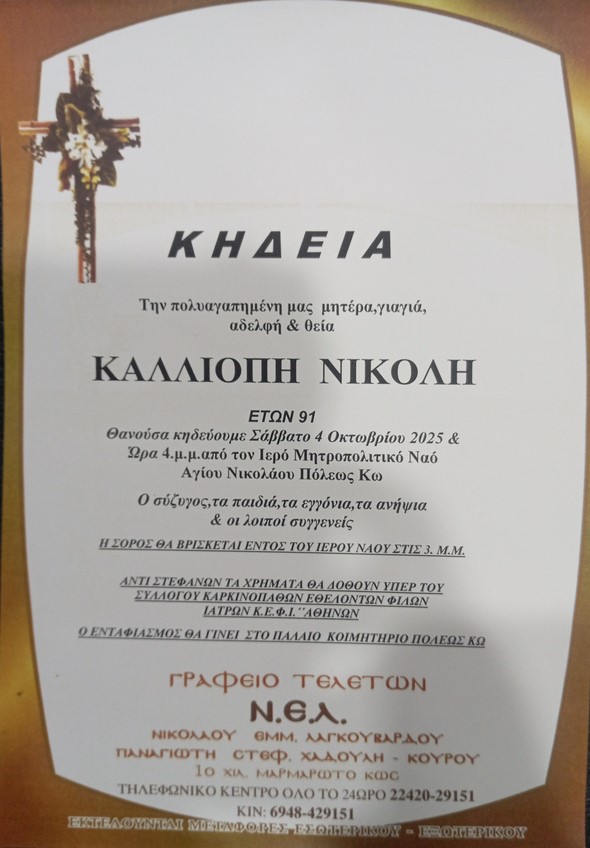 ΚΗΔΕΙΑ
Την πολυαγαπημένη μας μητέρα,γιαγιά,
αδελφή & θεία
ΚΑΛΛΙΟΠΗ ΝΙΚΟΛΗ
ΕΤΩΝ 91
Θανούσα κηδεύουμε Σάββατο 4 Οκτωβρίου 2025 &
Ώρα 4.μ.μ.από τον Ιερό Μητροπολιτικό Ναό
Αγίου Νικολάου Πόλεως Κω
Ο σύζυγος,τα παιδιά,τα εγγόνια,τα ανήψια
& οι λοιποί συγγενείς
Η ΣΟΡΟΣ ΘΑ ΒΡΙΣΚΕΤΑΙ ΕΝΤΟΣ ΤΟΥ ΙΕΡΟΥ ΝΑΟΥ ΣΤΙΣ 3. Μ.Μ.
ΑΝΤΙ ΣΤΕΦΑΝΩΝ ΤΑ ΧΡΗΜΑΤΑ ΘΑ ΔΟΘΟΥΝ ΥΠΕΡ ΤΟΥ
ΣΥΛΛΟΓΟΥ ΚΑΡΚΙΝΟΠΑΘΩΝ ΕΘΕΛΟΝΤΩΝ ΦΙΛΩΝ
ΙΑΤΡΩΝ Κ.Ε.Φ.Ι.΄΄ΑΘΗΝΩΝ
Ο ΕΝΤΑΦΙΑΣΜΟΣ ΘΑ ΓΙΝΕΙ ΣΤΟ ΠΑΛΑΙΟ ΚΟΙΜΗΤΗΡΙΟ ΠΟΛΕΩΣ ΚΩ
ΓΡΑΦΕΙΟ ΤΕΛΕΤΩΝ
Ν.Ε.Λ.
ΝΙΚΟΛΑΟΥ ΕΜΜ. ΛΑΓΚΟΥΒΑΡΔΟΥ
ΠΑΝΑΓΙΩΤΗ ΣΤΕΦ. ΧΑΔΟΥΛΗ - ΚΟΥΡΟΥ
1ο ΧΙΛ. ΜΑΡΜΑΡΩΤΟ ΚΩΣ
ΤΗΛΕΦΩΝΙΚΟ ΚΕΝΤΡΟ ΟΛΟ ΤΟ 24ΩΡΟ 22420-29151
ΚΙΝ: 6948-429151
ΕΚΤΕΛΟΥΝΤΑΙ ΜΕΤΑΦΟΡΕΣ ΕΣΩΤΕΡΙΚΟΥ - ΕΞΩΤΕΡΙΚΟΥ